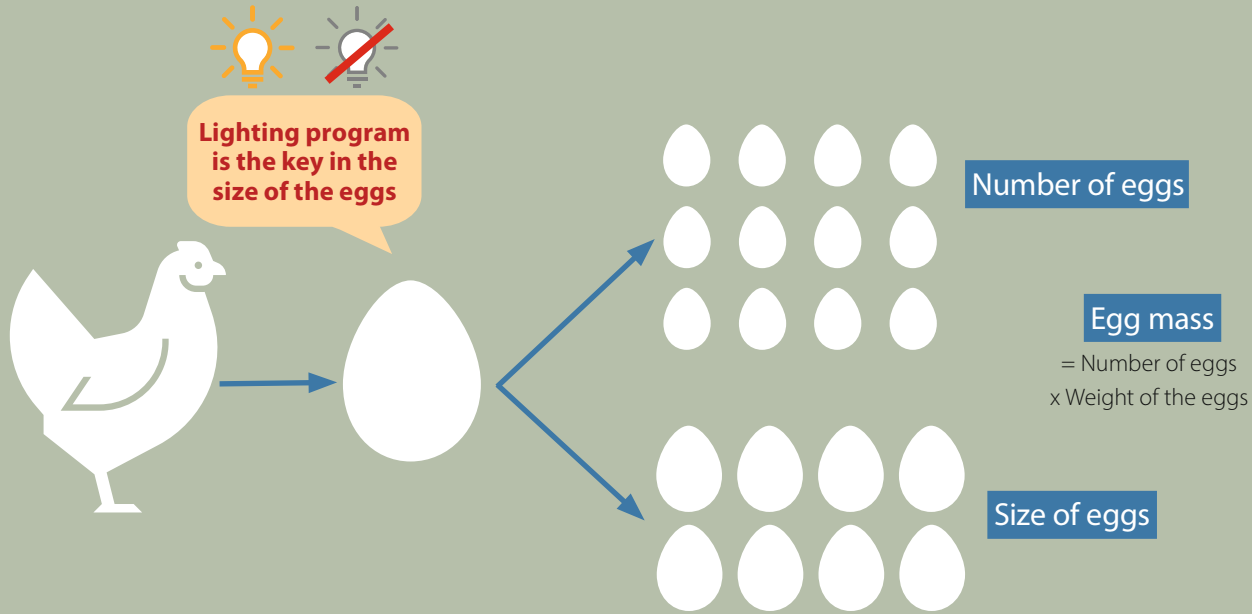 Lighting program
is the key in the
size of the eggs
Number of eggs
Egg mass
= Number of eggs
x Weight of the eggs
Size of eggs